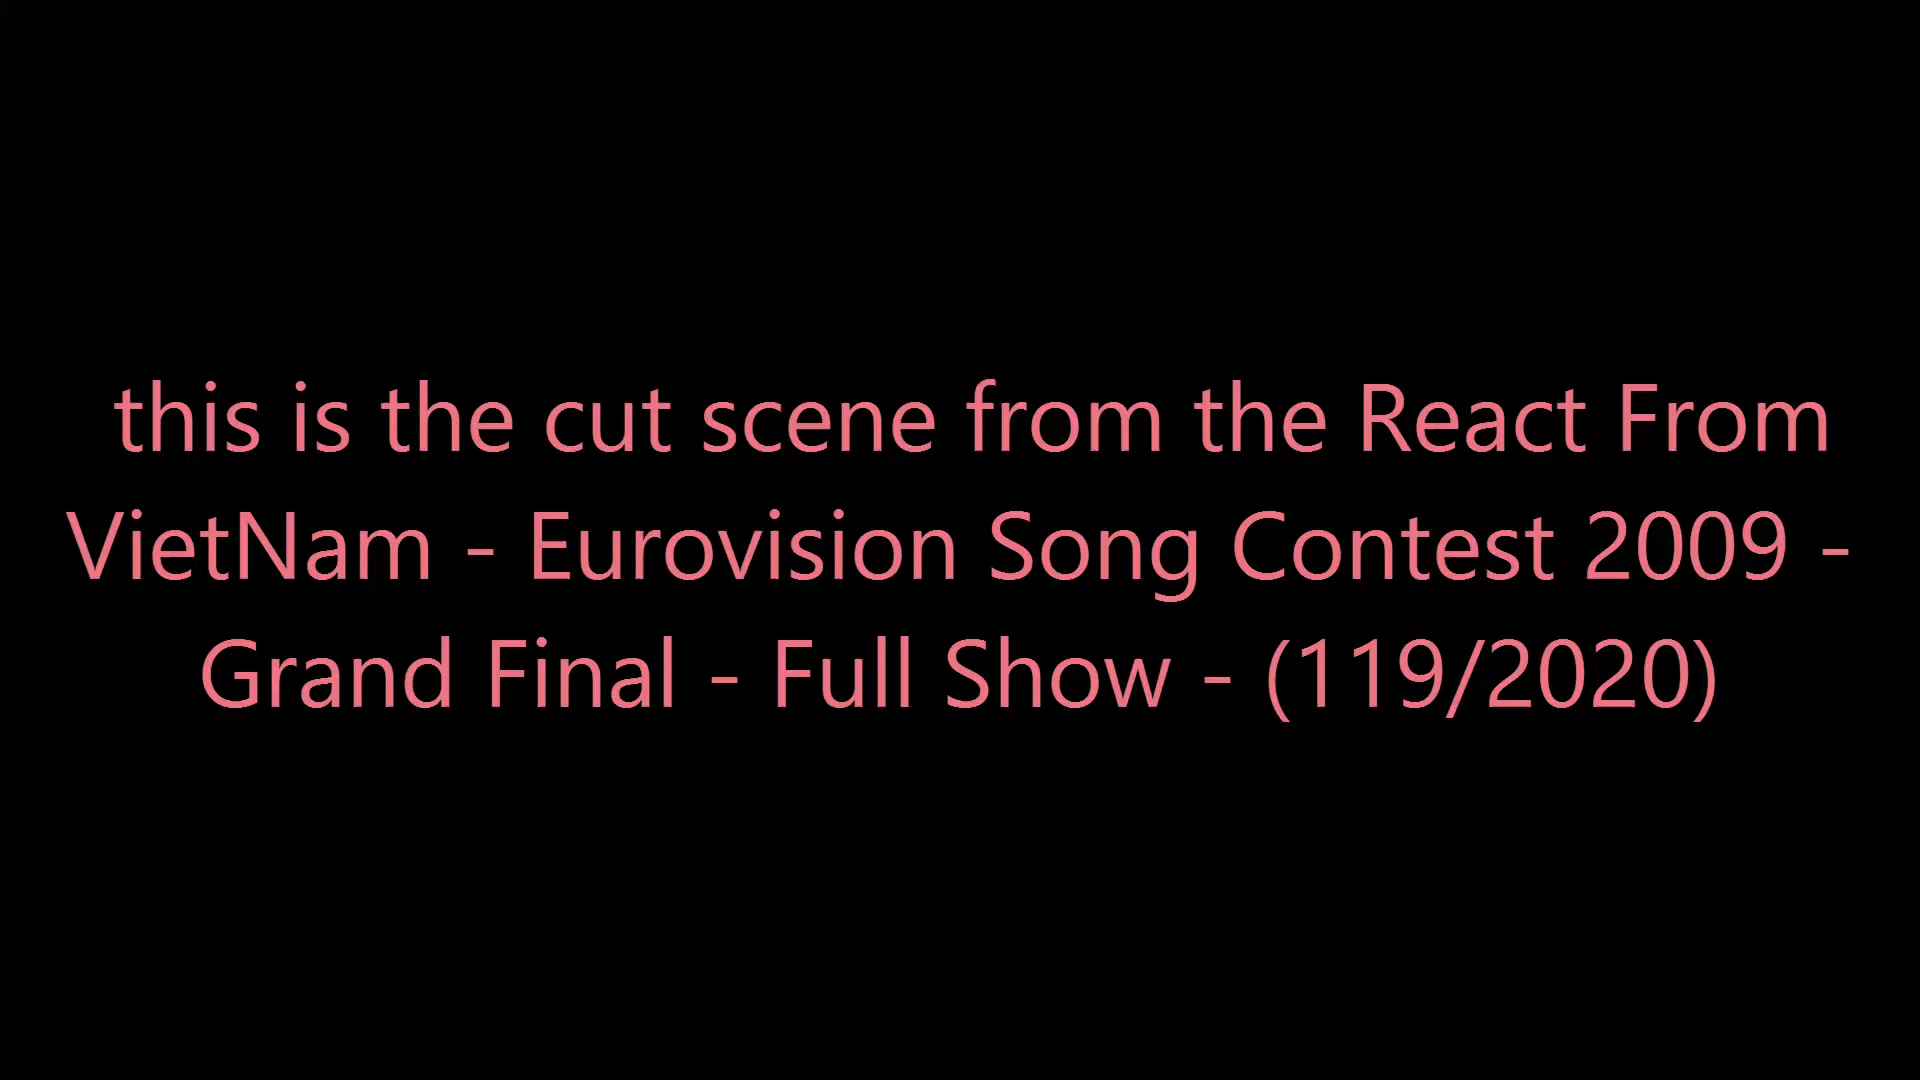 this is the cut scene from the React From
VietNam - Eurovision Song Contest 2009 -
Grand Final - Full Show - (119/2020)